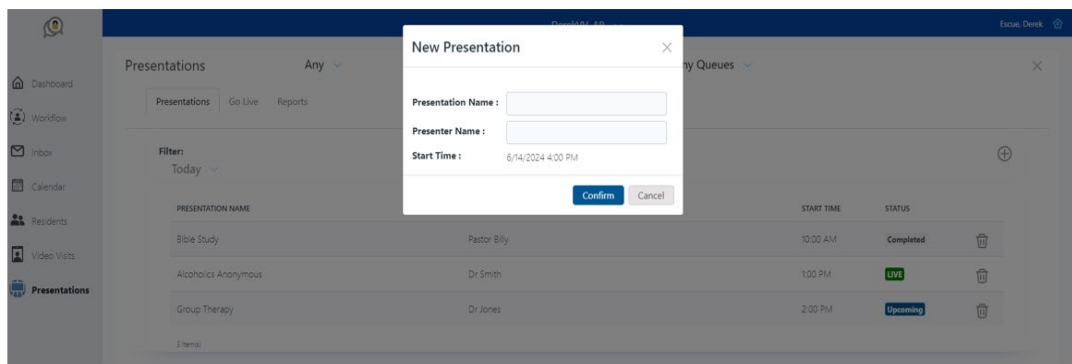 Escue, Derek
New Presentation
Presentations
Any
ny Queues
Dashboard
Presentations Go Live Reports
Presentation Name :
Workflow
Presenter Name :
Inbox
Filter:
Start Time : 6/14/2024 4:00 PM
Today
Calendar
Confirm Cancel
PRESENTATION NAME START TIME STATUS
Residents
Bible Study Pastor Billy 10:00 AM Completed
Video Visits
Alcoholics Anonymous Dr Smith 1:00 PM LIVE
Presentations
Group Therapy Dr Jones 2:00 PM Upcoming
3 item(s)